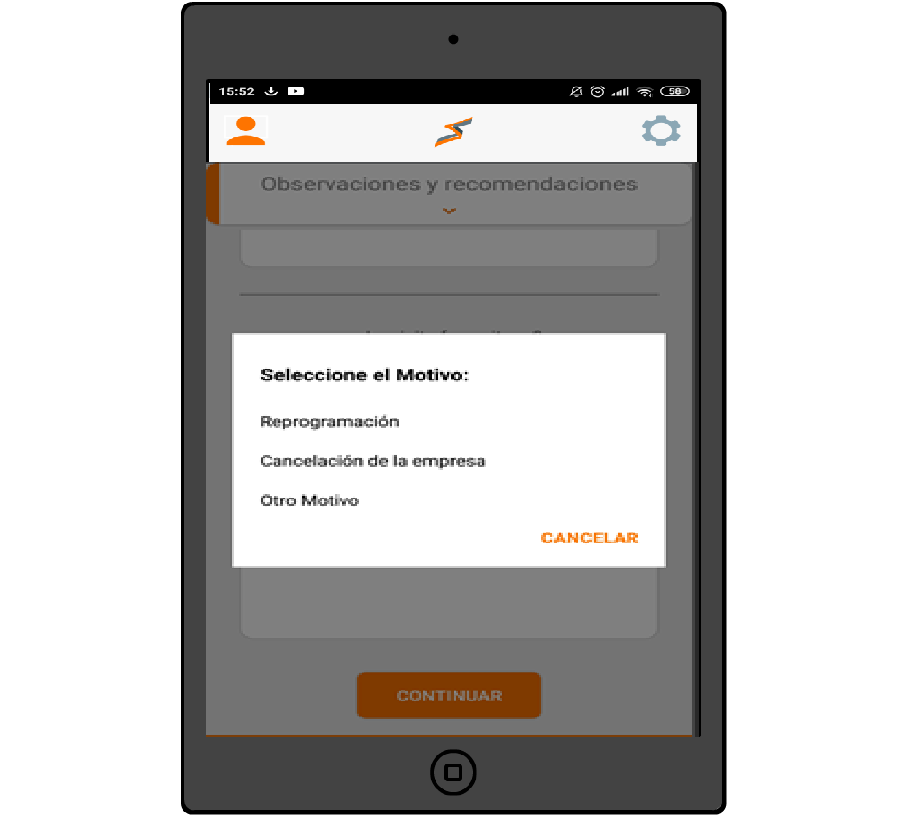 15:52
58
Observaciones y recomendaciones
Seleccione el Motivo:
Reprogramación
Cancelación de la empresa
Otro Motivo
CANCELAR
CONTINUAR